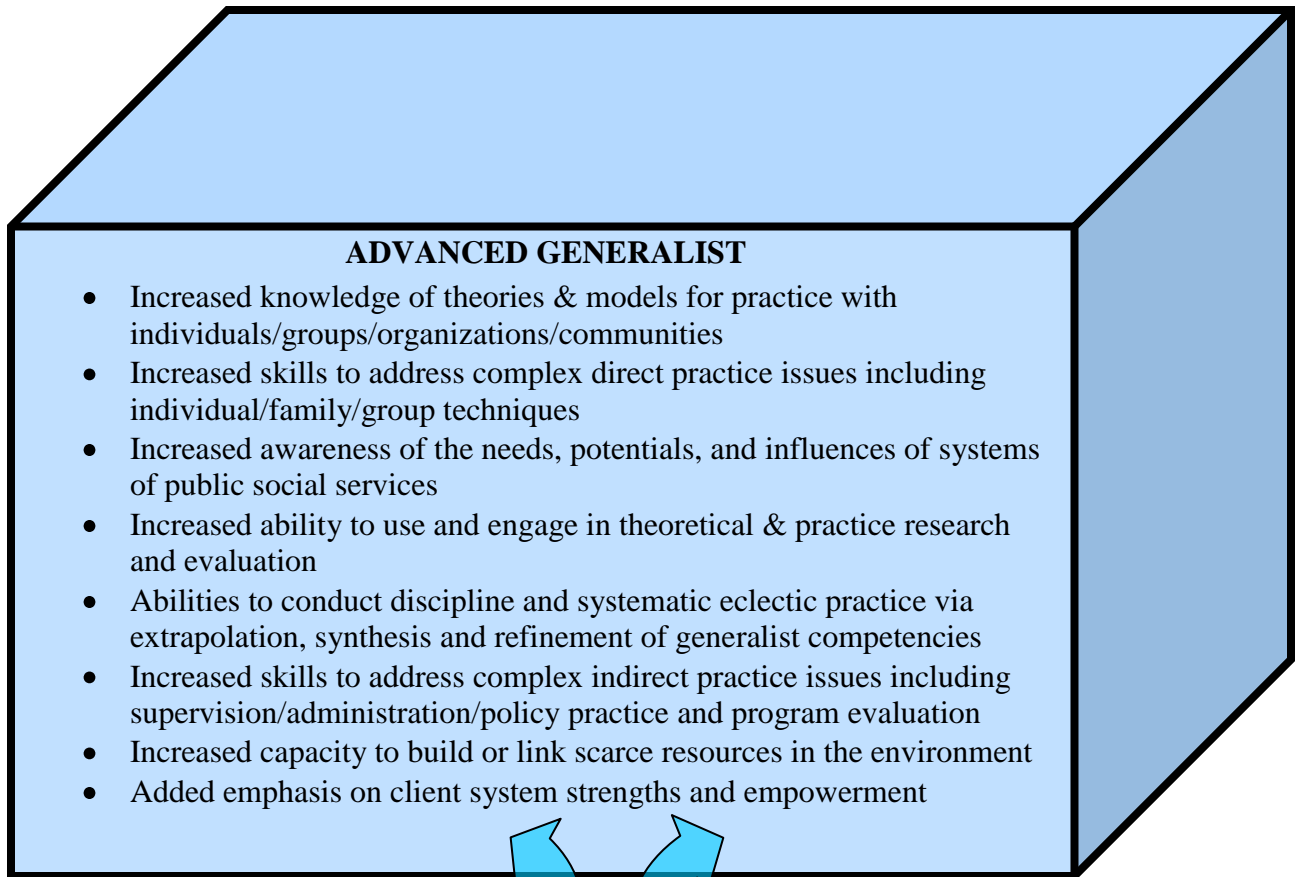 ADVANCED GENERALIST
• Increased knowledge of theories & models for practice with
individuals/groups/organizations/communities
• Increased skills to address complex direct practice issues including
individual/family/group techniques
• Increased awareness of the needs, potentials, and influences of systems
of public social services
• Increased ability to use and engage in theoretical & practice research
and evaluation
• Abilities to conduct discipline and systematic eclectic practice via
extrapolation, synthesis and refinement of generalist competencies
• Increased skills to address complex indirect practice issues including
supervision/administration/policy practice and program evaluation
• Increased capacity to build or link scarce resources in the environment
• Added emphasis on client system strengths and empowerment